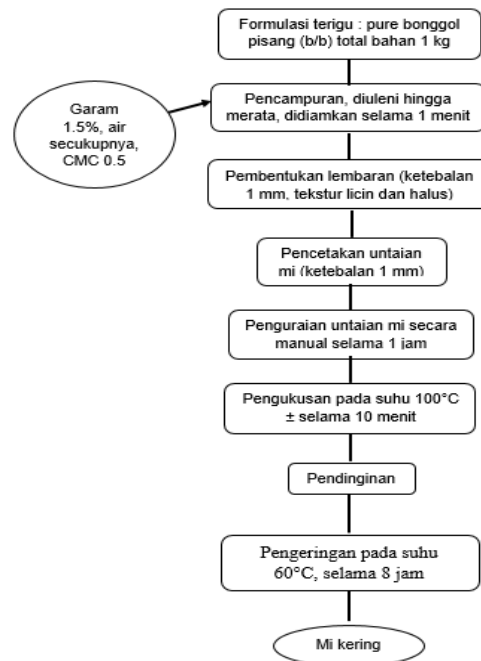 Formulasi terigu : pure bonggol
pisang (b/b) total bahan 1 kg
Garam
1.5%, air
secukupnya,
CMC 0.5
Pencampuran, diuleni hingga
merata, didiamkan selama 1 menit
Pembentukan lembaran (ketebalan
1 mm, tekstur licin dan halus)
Pencetakan untaian
mi (ketebalan 1 mm)
Penguraian untaian mi secara
manual selama 1 jam
Pengukusan pada suhu 100°C
± selama 10 menit
Pendinginan
Pengeringan pada suhu
60°C, selama 8 jam
Mi kering